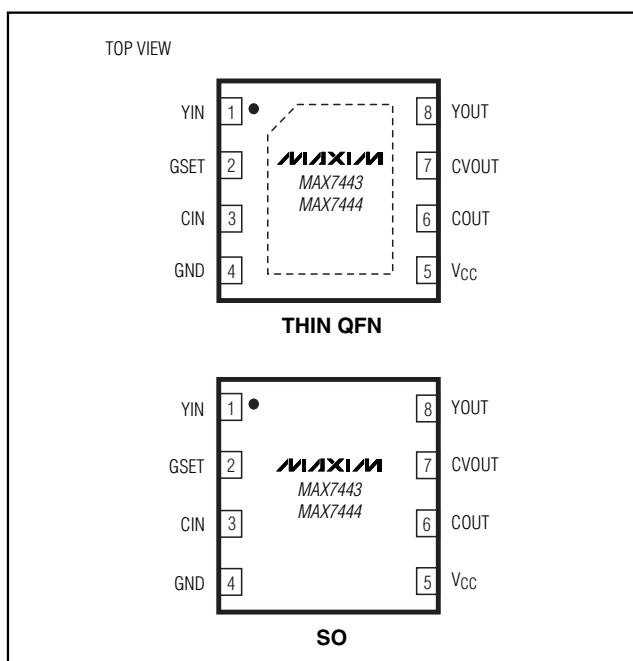 TOP VIEW
YIN 1 8 YOUT
GSET 2 MAXIM 7 CVOUT
MAX7443
MAX7444
CIN 3 6 COUT
GND 4 5 VCC
THIN QFN
YIN 1 8 YOUT
GSET 2 MAXIM 7 CVOUT
MAX7443
MAX7444
CIN 3 6 COUT
GND 4 5 VCC
SO